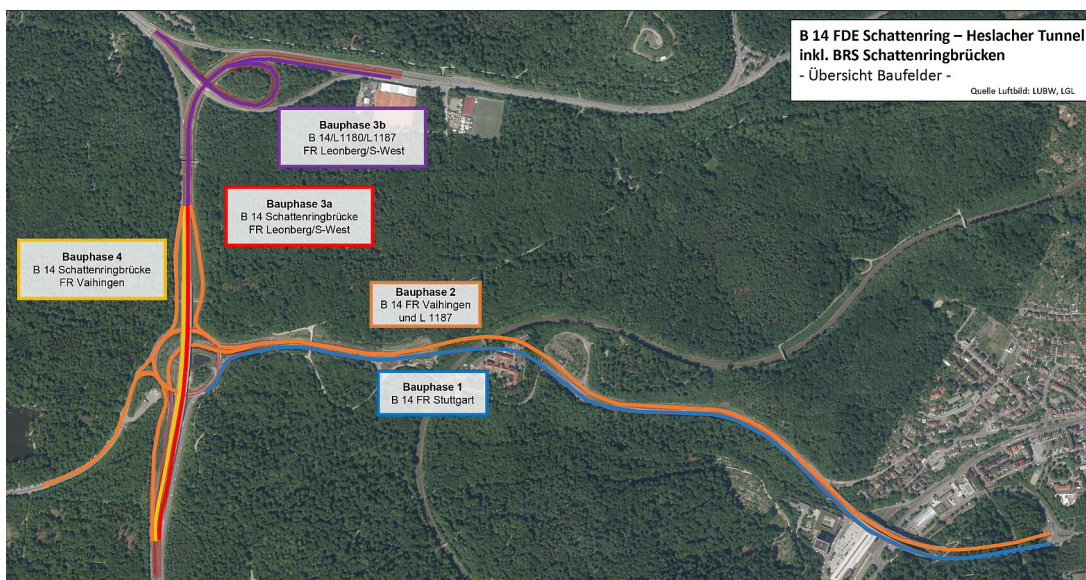 B 14 FDE Schattenring – Heslacher Tunnel
inkl. BRS Schattenringbrücken
- Übersicht Baufelder -
Quelle Luftbild: LUBW, LGL
Bauphase 3b
B 14/L1180/L1187
FR Leonberg/S-West
Bauphase 3a
B 14 Schattenringbrücke
FR Leonberg/S-West
Bauphase 4
B 14 Schattenringbrücke
FR Vaihingen
Bauphase 2
B 14 FR Vaihingen
und L 1187
Bauphase 1
B 14 FR Stuttgart